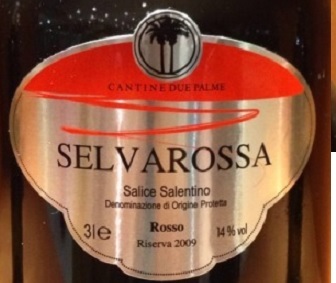 CANTINE DUE PALME
SELVAROSSA
Salice Salentino
Denominazione di Origine Protetta
3l e Rosso 14% vol
Riserva 2009